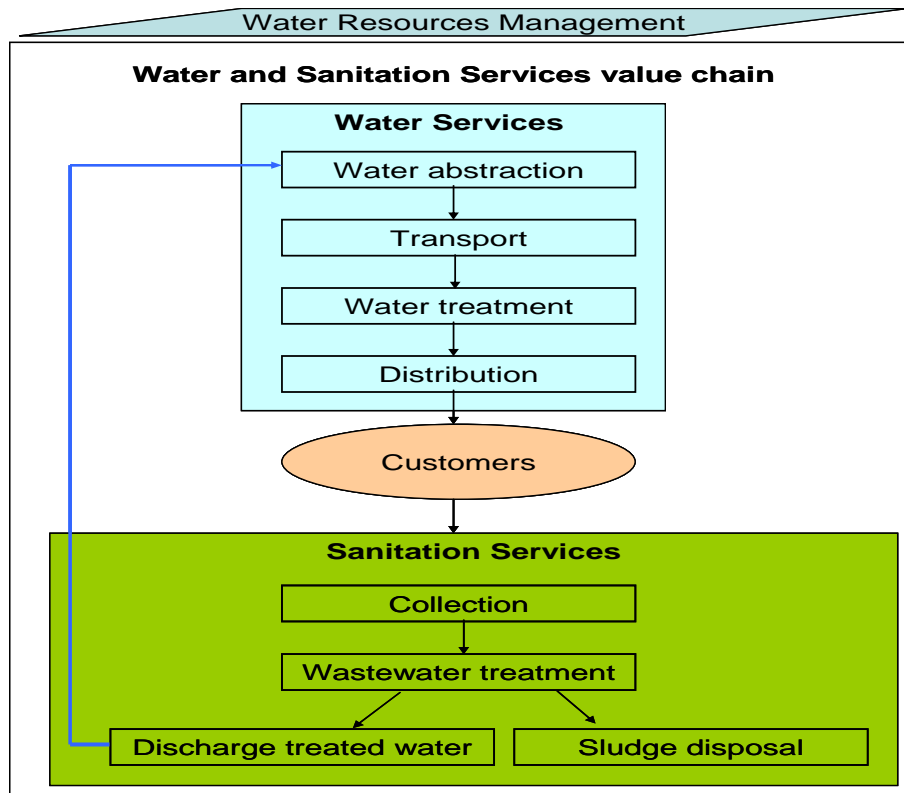 Water Resources Management
Water and Sanitation Services value chain
Water Services
Water abstraction
Transport
Water treatment
Distribution
Customers
Sanitation Services
Collection
Wastewater treatment
Discharge treated water
Sludge disposal